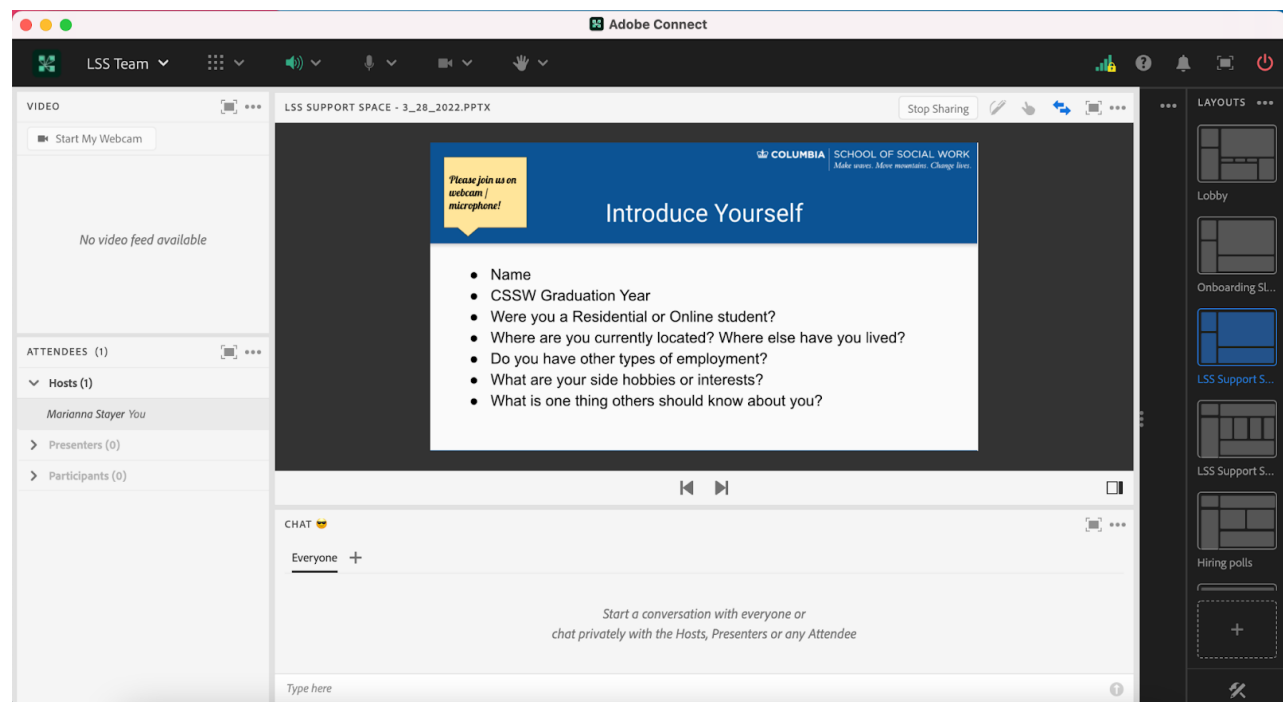 Adobe Connect
LSS Team
VIDEO
Start My Webcam
No video feed available
ATTENDEES (1)
Hosts (1)
Marianna Stayer You
Presenters (0)
Participants (0)
LSS SUPPORT SPACE - 3_28_2022.PPTX
Stop Sharing
Please join us on
webcam /
microphone!
COLUMBIA
SCHOOL OF SOCIAL WORK
Make waves. Move mountains. Change lives.
Introduce Yourself
● Name
● CSSW Graduation Year
● Were you a Residential or Online student?
● Where are you currently located? Where else have you lived?
● Do you have other types of employment?
● What are your side hobbies or interests?
● What is one thing others should know about you?
CHAT 😎
Everyone
Start a conversation with everyone or
chat privately with the Hosts, Presenters or any Attendee
Type here
LAYOUTS
Lobby
Onboarding Sl...
LSS Support S...
LSS Support S...
Hiring polls